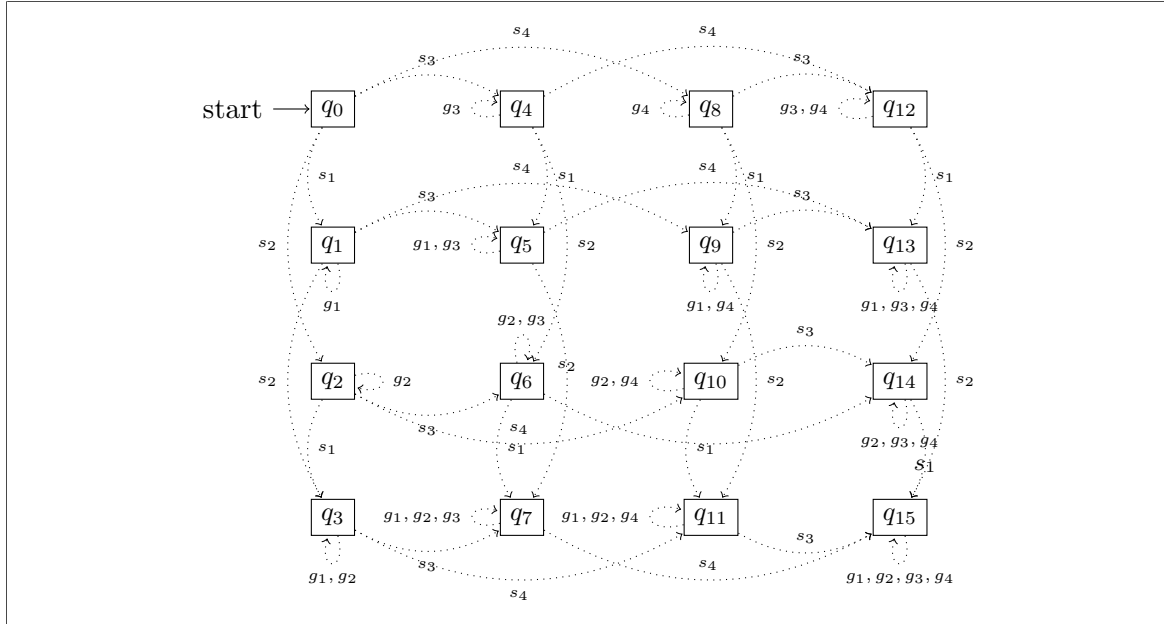 s₄ s₄
s₃ s₃
start q₀ g₃ q₄ g₄ q₈ g₃, g₄ q₁₂
s₁ s₄ s₁ s₄ s₁ s₁
s₃ s₃
s₂ q₁ g₁, g₃ q₅ s₂ q₉ s₂ q₁₃ s₂
g₁ g₁, g₄ g₁, g₃, g₄
g₂, g₃ s₃
s₂ q₂ g₂ q₆ s₂ g₂, g₄ q₁₀ s₂ q₁₄ s₂
s₁ s₃ s₄ s₁ s₁ g₂, g₃, g₄
s₁
q₃ g₁, g₂, g₃ q₇ g₁, g₂, g₄ q₁₁ q₁₅
s₃ s₃
g₁, g₂ s₄ s₄ g₁, g₂, g₃, g₄